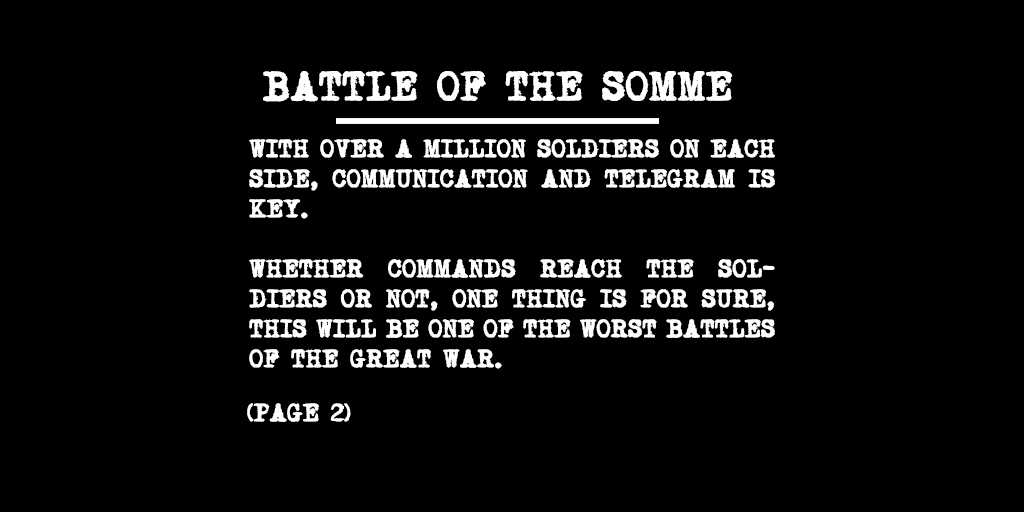 BATTLE OF THE SOMME
WITH OVER A MILLION SOLDIERS ON EACH
SIDE, COMMUNICATION AND TELEGRAM IS
KEY.
WHETHER COMMANDS REACH THE SOL-
DIERS OR NOT, ONE THING IS FOR SURE,
THIS WILL BE ONE OF THE WORST BATTLES
OF THE GREAT WAR.
(PAGE 2)